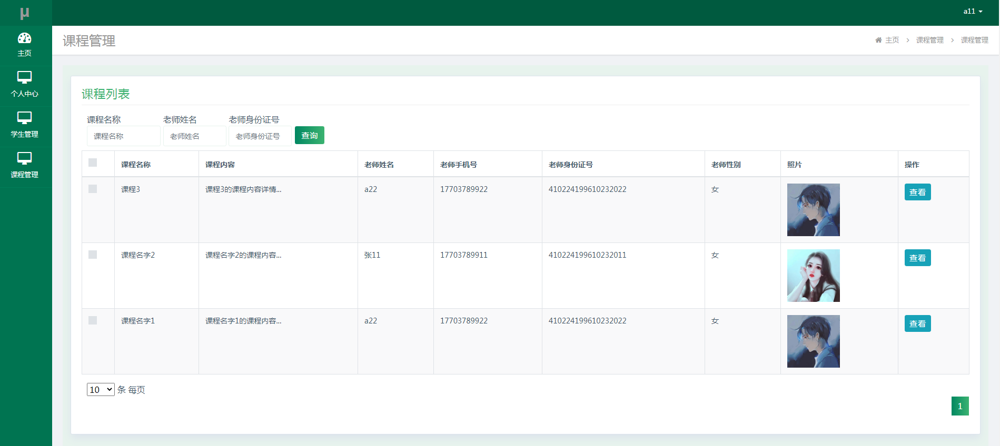 μ
a11
主页
个人中心
学生管理
课程管理
课程管理
主页 > 课程管理 > 课程管理
课程列表
课程名称 老师姓名 老师身份证号
课程名称 老师姓名 老师身份证号 查询
课程名称 课程内容 老师姓名 老师手机号 老师身份证号 老师性别 照片 操作
课程3 课程3的课程内容详情... a22 17703789922 410224199610232022 女 查看
课程名字2 课程名字2的课程内容... 张11 17703789911 410224199610232011 女 查看
课程名字1 课程名字1的课程内容... a22 17703789922 410224199610232022 女 查看
10 条 每页
1